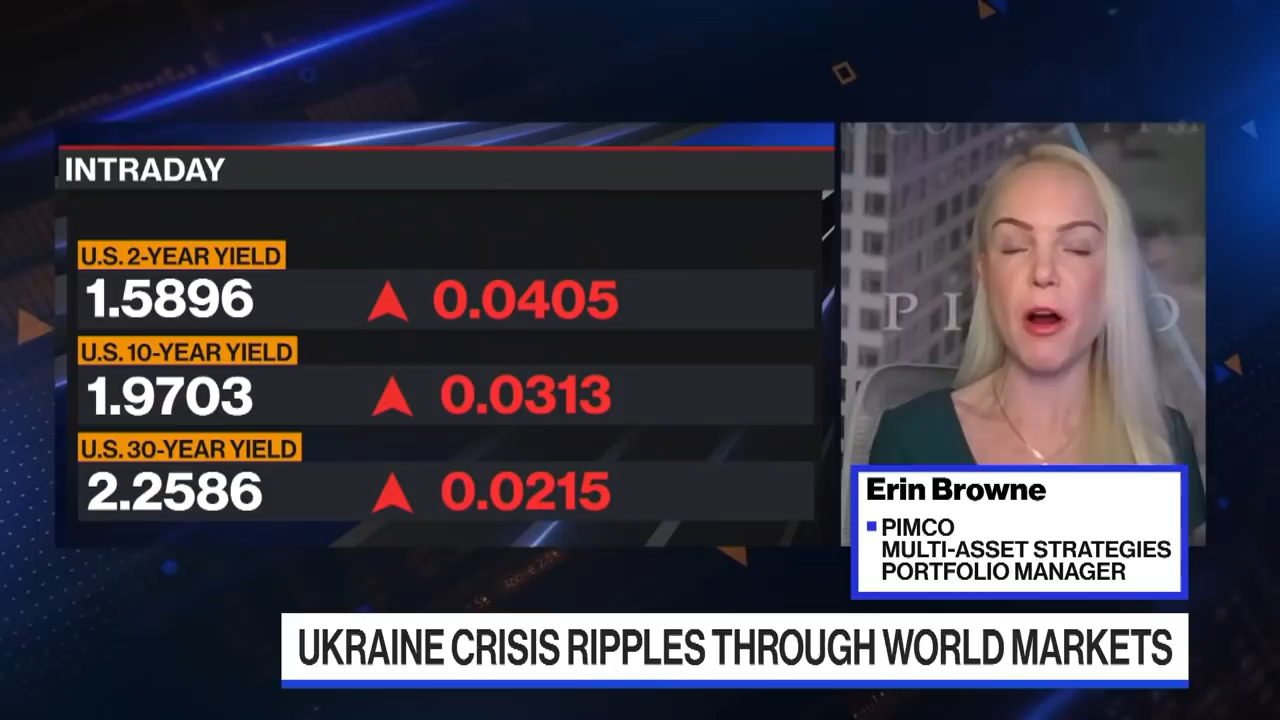 INTRADAY
U.S. 2-YEAR YIELD
1.5896 ▲ 0.0405
U.S. 10-YEAR YIELD
1.9703 ▲ 0.0313
U.S. 30-YEAR YIELD
2.2586 ▲ 0.0215
Erin Browne
PIMCO
MULTI-ASSET STRATEGIES
PORTFOLIO MANAGER
UKRAINE CRISIS RIPPLES THROUGH WORLD MARKETS